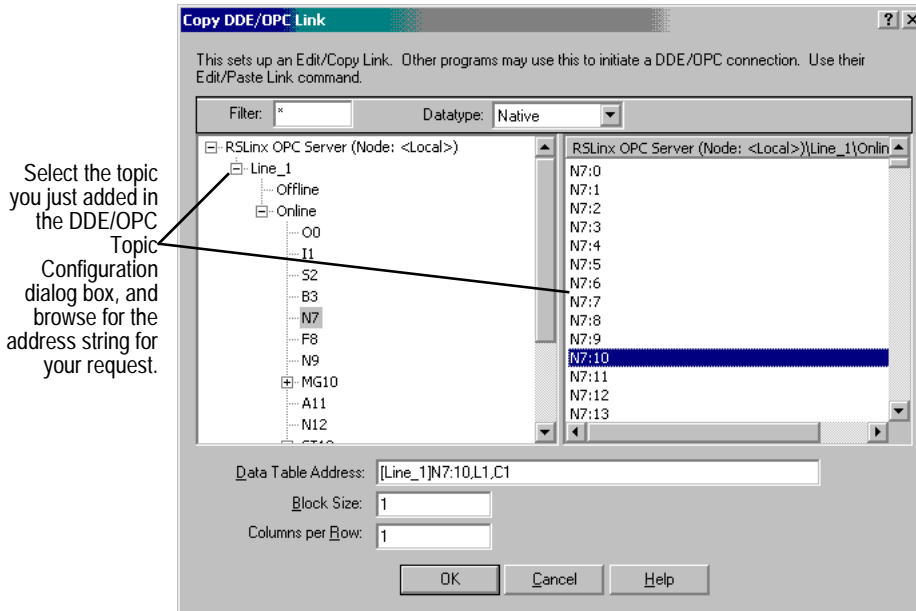 Copy DDE/OPC Link
This sets up an Edit/Copy Link. Other programs may use this to initiate a DDE/OPC connection. Use their
Edit/Paste Link command.
Filter: *
Datatype: Native
Select the topic
you just added in
the DDE/OPC
Topic
Configuration
dialog box, and
browse for the
address string for
your request.
RSLinx OPC Server (Node: <Local>)
Line_1
Offline
Online
O0
I1
S2
B3
N7
F8
N9
MG10
A11
N12
RSLinx OPC Server (Node: <Local>)\Line_1\Onlin
N7:0
N7:1
N7:2
N7:3
N7:4
N7:5
N7:6
N7:7
N7:8
N7:9
N7:10
N7:11
N7:12
N7:13
Data Table Address: [Line_1]N7:10,L1,C1
Block Size: 1
Columns per Row: 1
OK
Cancel
Help